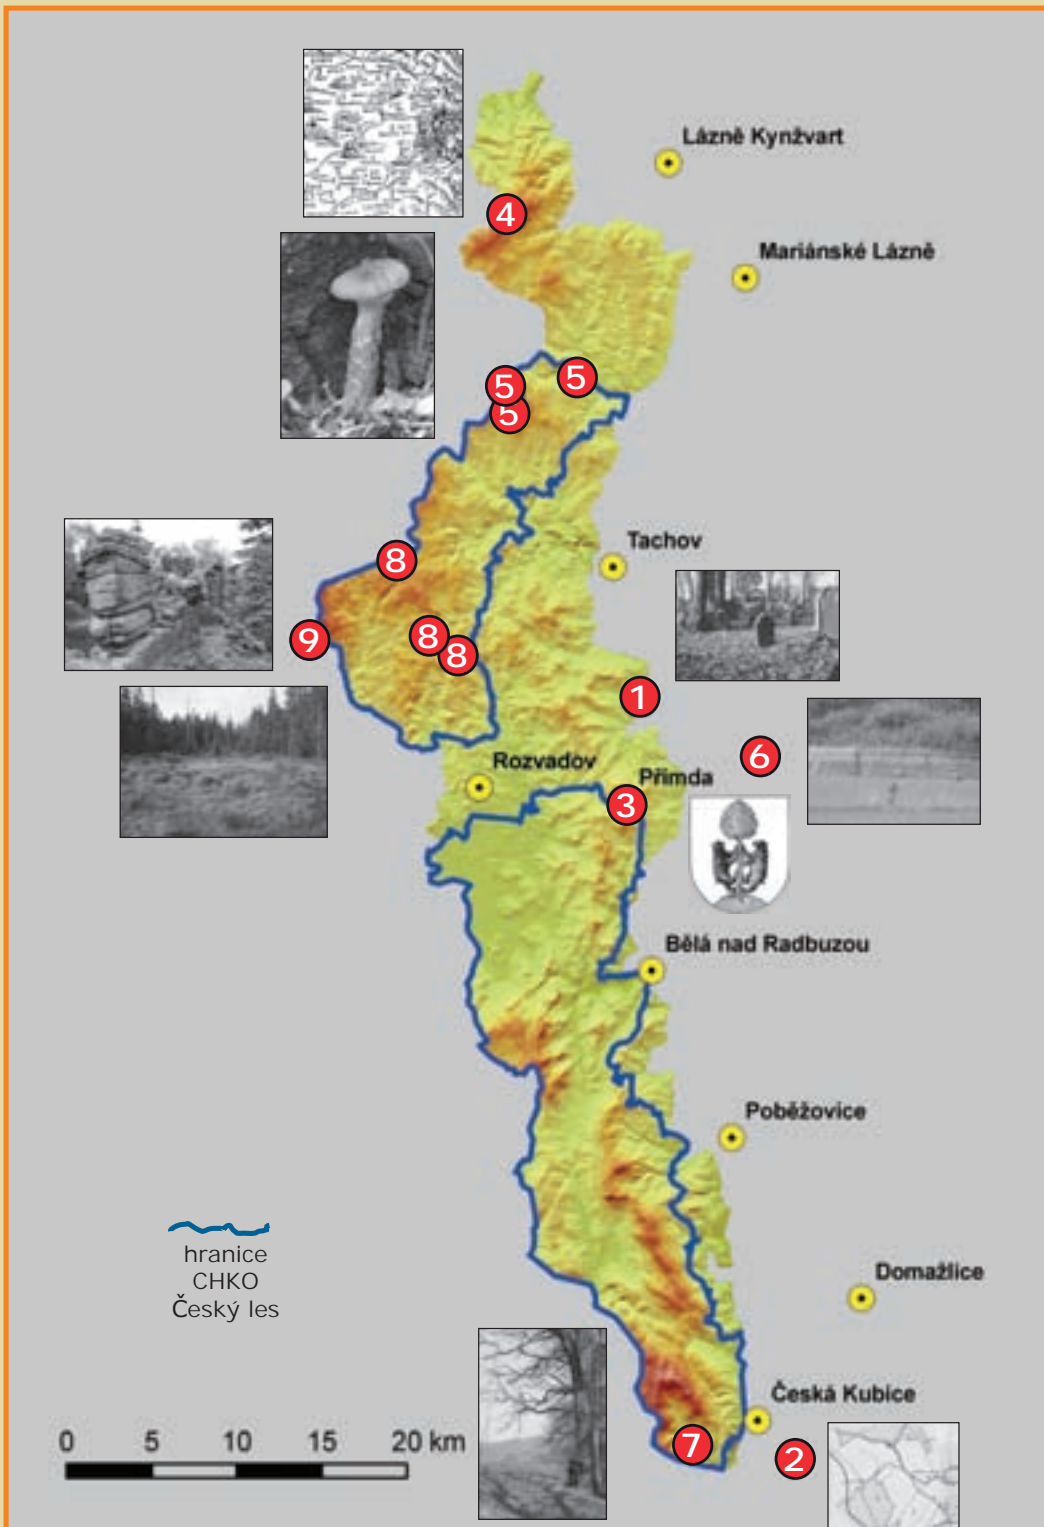 Lázně Kynžvart
4
Mariánské Lázně
5
5
5
Tachov
8
9
8
8
1
6
Rozvadov
Přimda
3
Bělá nad Radbuzou
Poběžovice
hranice
CHKO
Český les
Domažlice
Česká Kubice
0 5 10 15 20 km
7
2